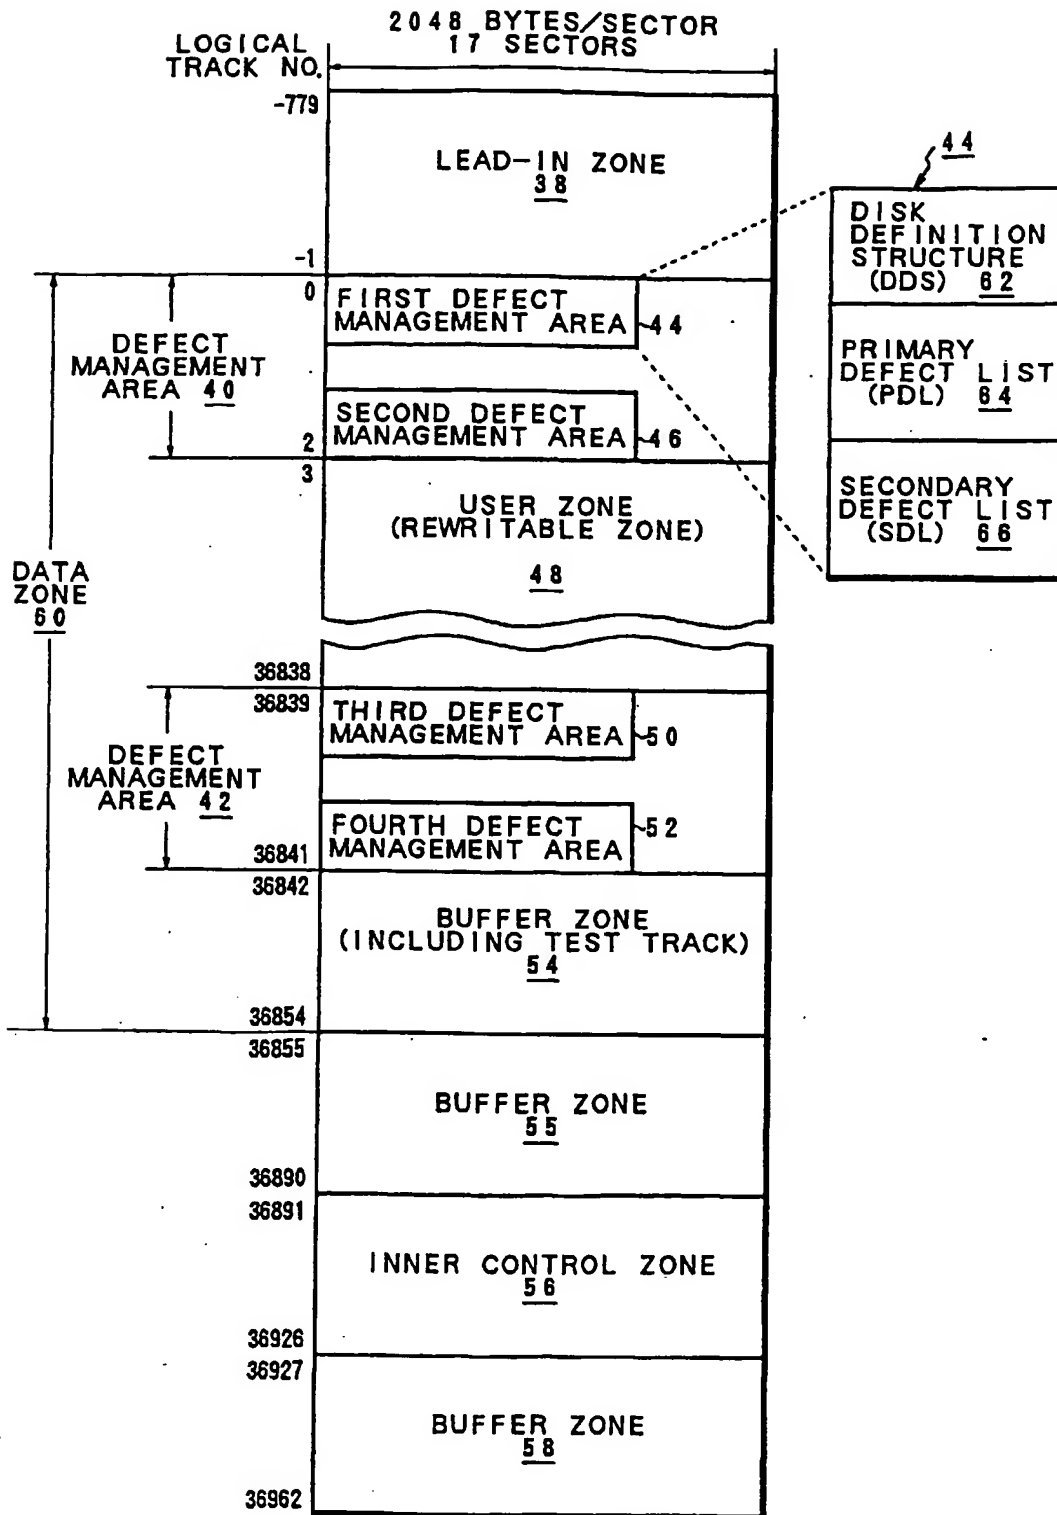 2048 BYTES/SECTOR
17 SECTORS
LOGICAL
TRACK NO.
-779
LEAD-IN ZONE
38
44
DISK
DEFINITION
STRUCTURE
(DDS) 62
PRIMARY
DEFECT LIST
(PDL) 64
SECONDARY
DEFECT LIST
(SDL) 66
-1
0
FIRST DEFECT
MANAGEMENT AREA
44
DEFECT
MANAGEMENT
AREA 40
SECOND DEFECT
MANAGEMENT AREA
46
2
3
USER ZONE
(REWRITABLE ZONE)
48
DATA
ZONE
60
36838
36839
THIRD DEFECT
MANAGEMENT AREA
50
DEFECT
MANAGEMENT
AREA 42
FOURTH DEFECT
MANAGEMENT AREA
52
36841
36842
BUFFER ZONE
(INCLUDING TEST TRACK)
54
36854
36855
BUFFER ZONE
55
36890
36891
INNER CONTROL ZONE
56
36926
36927
BUFFER ZONE
58
36962